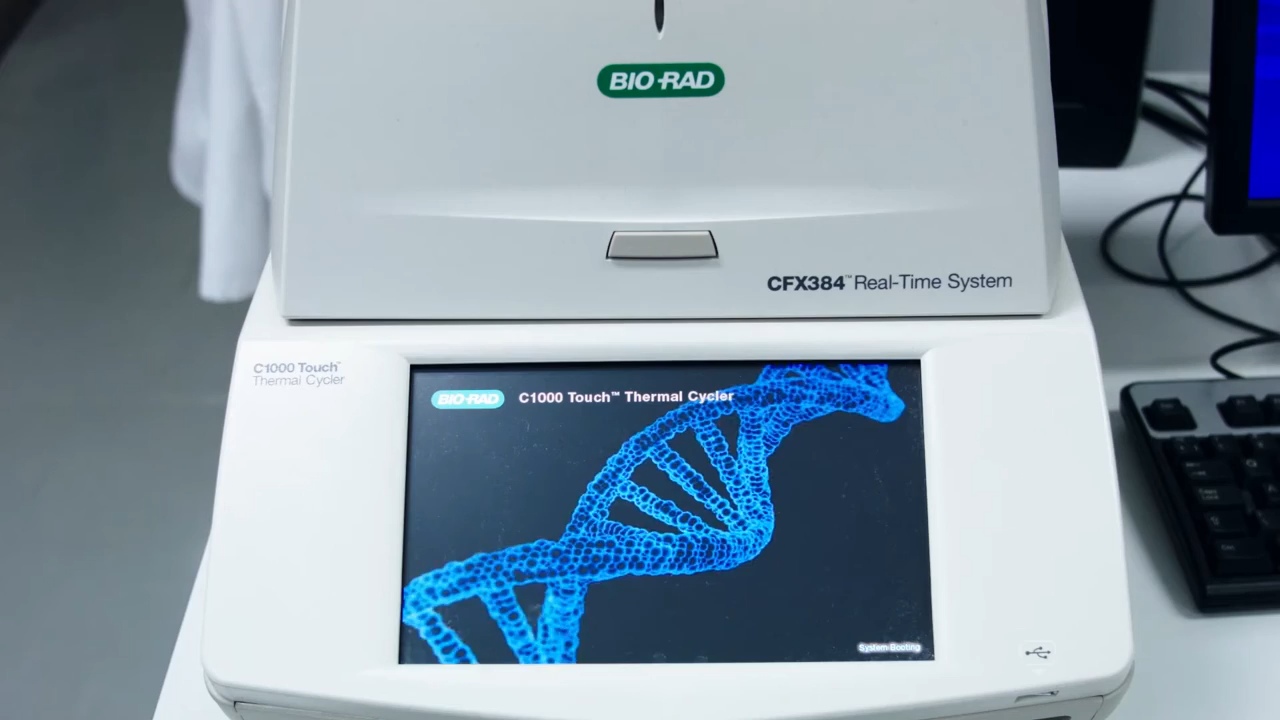 BIO-RAD
CFX384™ Real-Time System
C1000 Touch™
Thermal Cycler
BIO-RAD C1000 Touch™ Thermal Cycler
System Booting